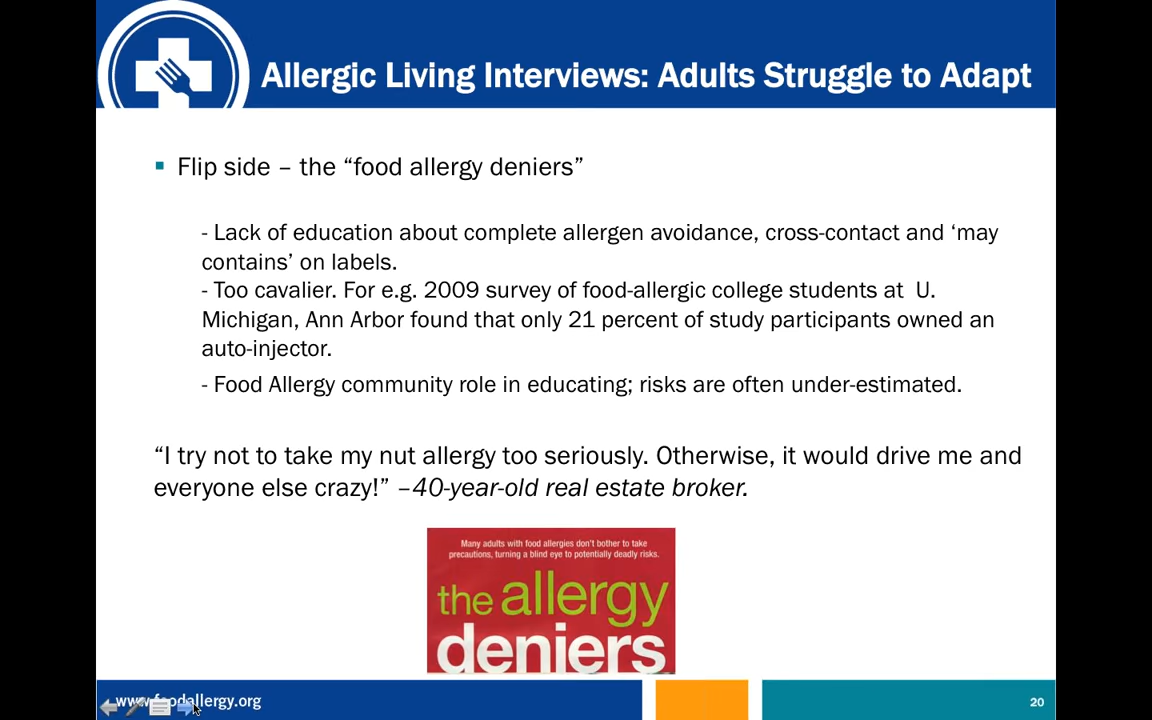 Allergic Living Interviews: Adults Struggle to Adapt
Flip side – the “food allergy deniers”
- Lack of education about complete allergen avoidance, cross-contact and ‘may
contains’ on labels.
- Too cavalier. For e.g. 2009 survey of food-allergic college students at  U.
Michigan, Ann Arbor found that only 21 percent of study participants owned an
auto-injector.
- Food Allergy community role in educating; risks are often under-estimated.
“I try not to take my nut allergy too seriously. Otherwise, it would drive me and
everyone else crazy!” –40-year-old real estate broker.
Many adults with food allergies don't bother to take
precautions, turning a blind eye to potentially deadly risks.
the allergy
deniers
www.foodallergy.org
20